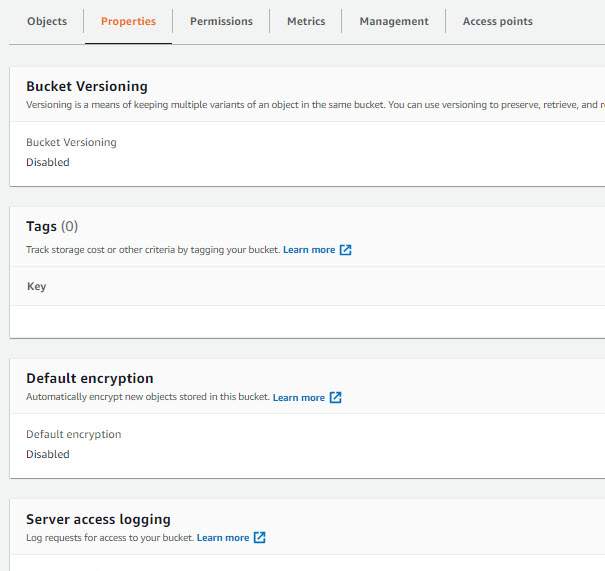 Objects Properties Permissions Metrics Management Access points
Bucket Versioning
Versioning is a means of keeping multiple variants of an object in the same bucket. You can use versioning to preserve, retrieve, and
Bucket Versioning
Disabled
Tags (0)
Track storage cost or other criteria by tagging your bucket. Learn more
Key
Default encryption
Automatically encrypt new objects stored in this bucket. Learn more
Default encryption
Disabled
Server access logging
Log requests for access to your bucket. Learn more